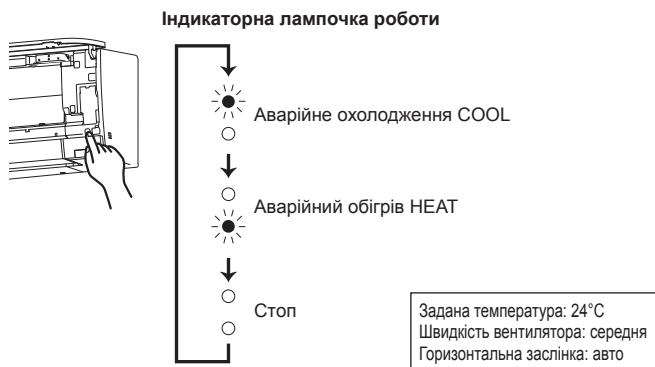 Індикаторна лампочка роботи
Аварійне охолодження COOL
Аварійний обігрів HEAT
Стоп
Задана температура: 24°C
Швидкість вентилятора: середня
Горизонтальна заслінка: авто